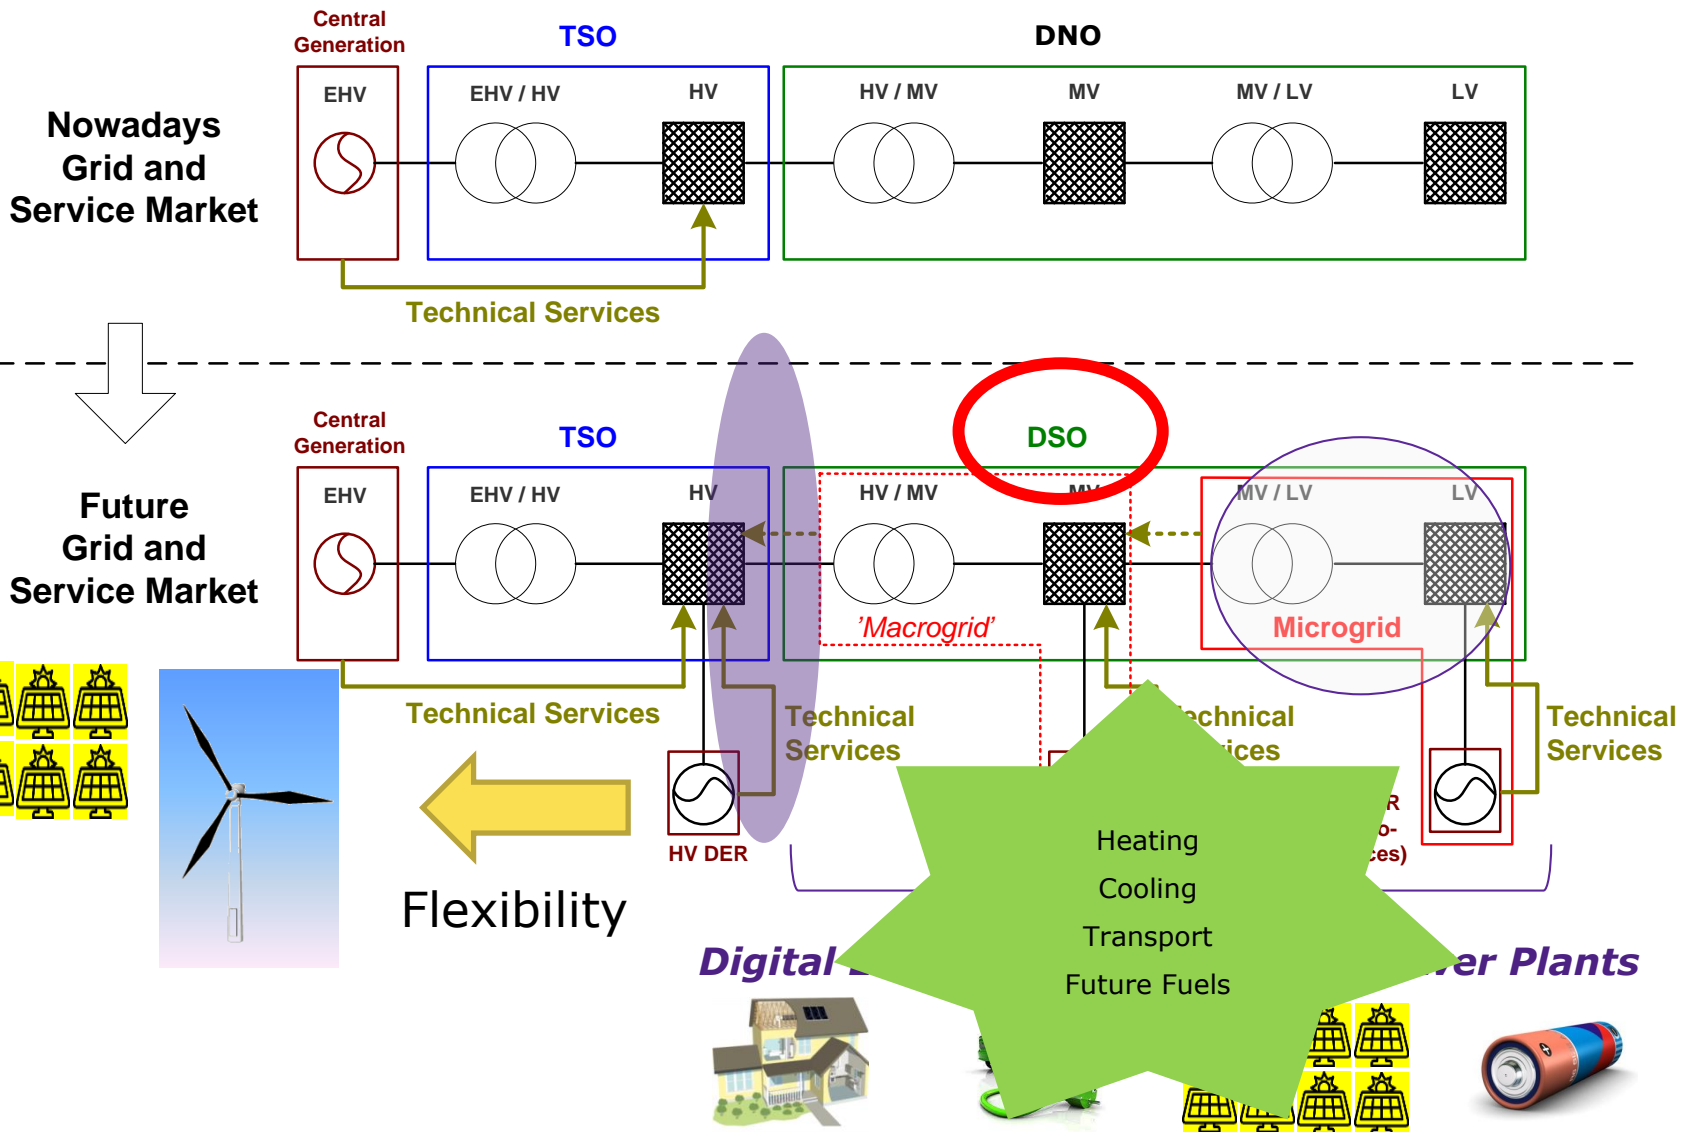 Central
Generation
TSO
DNO
EHV
EHV / HV
HV
HV / MV
MV
MV / LV
LV
Nowadays
Grid and
Service Market
Technical Services
Central
Generation
TSO
DSO
EHV
EHV / HV
HV
HV / MV
MV
MV / LV
LV
Future
Grid and
Service Market
'Macrogrid'
Microgrid
Technical Services
Technical
Services
Technical
Services
HV DER
Flexibility
Heating
Cooling
Transport
Future Fuels
Digital
Plants